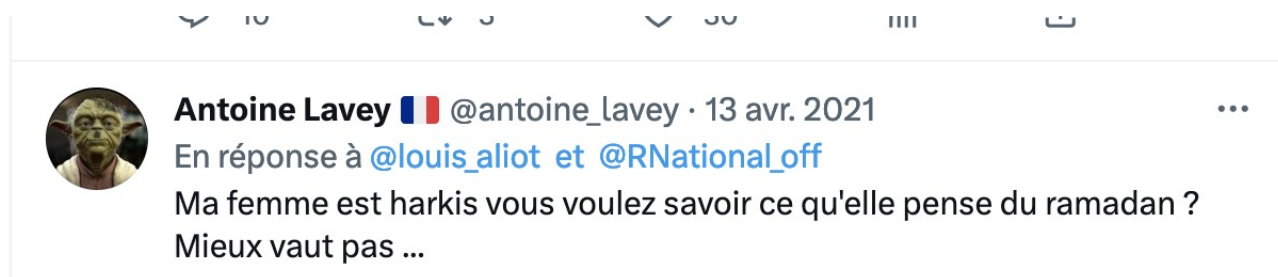 Antoine Lavey 🇫🇷 @antoine_lavey · 13 avr. 2021
En réponse à @louis_aliot et @RNational_off
Ma femme est harkis vous voulez savoir ce qu'elle pense du ramadan ?
Mieux vaut pas ...